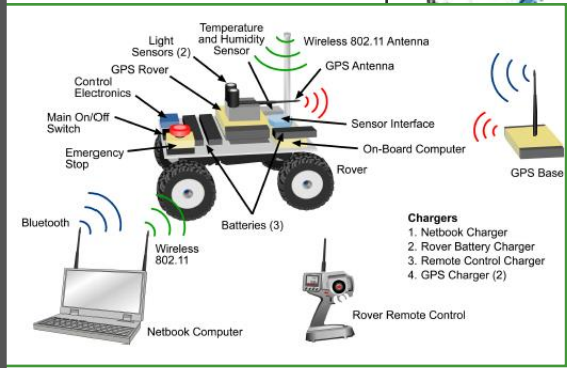 Light
Sensors (2)
Temperature
and Humidity
Sensor
Wireless 802.11 Antenna
GPS Rover
GPS Antenna
Control
Electronics
Main On/Off
Switch
Sensor Interface
Emergency
Stop
On-Board Computer
Rover
GPS Base
Batteries (3)
Bluetooth
Wireless
802.11
Chargers
1. Netbook Charger
2. Rover Battery Charger
3. Remote Control Charger
4. GPS Charger (2)
Netbook Computer
Rover Remote Control